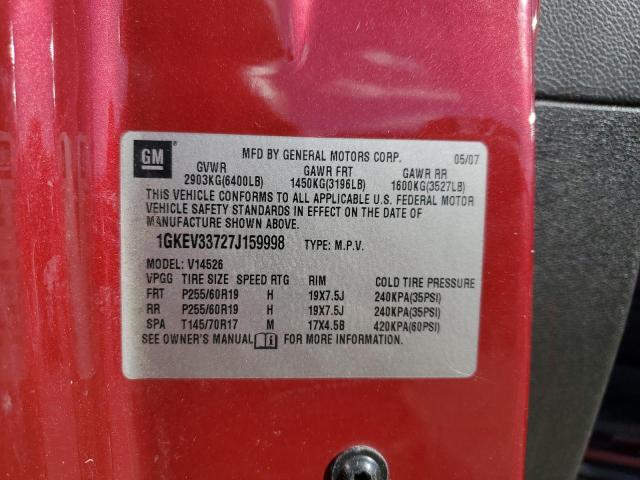 GM
MFD BY GENERAL MOTORS CORP. 05/07
GVWR GAWR FRT GAWR RR
2903KG(6400LB) 1450KG(3196LB) 1600KG(3527LB)
THIS VEHICLE CONFORMS TO ALL APPLICABLE U.S. FEDERAL MOTOR
VEHICLE SAFETY STANDARDS IN EFFECT ON THE DATE OF
MANUFACTURE SHOWN ABOVE.
1GKEV33727J159998 TYPE: M.P.V.
MODEL: V14526
VPGG TIRE SIZE SPEED RTG RIM COLD TIRE PRESSURE
FRT P255/60R19 H 19X7.5J 240KPA(35PSI)
RR P255/60R19 H 19X7.5J 240KPA(35PSI)
SPA T145/70R17 M 17X4.5B 420KPA(60PSI)
SEE OWNER'S MANUAL FOR MORE INFORMATION.